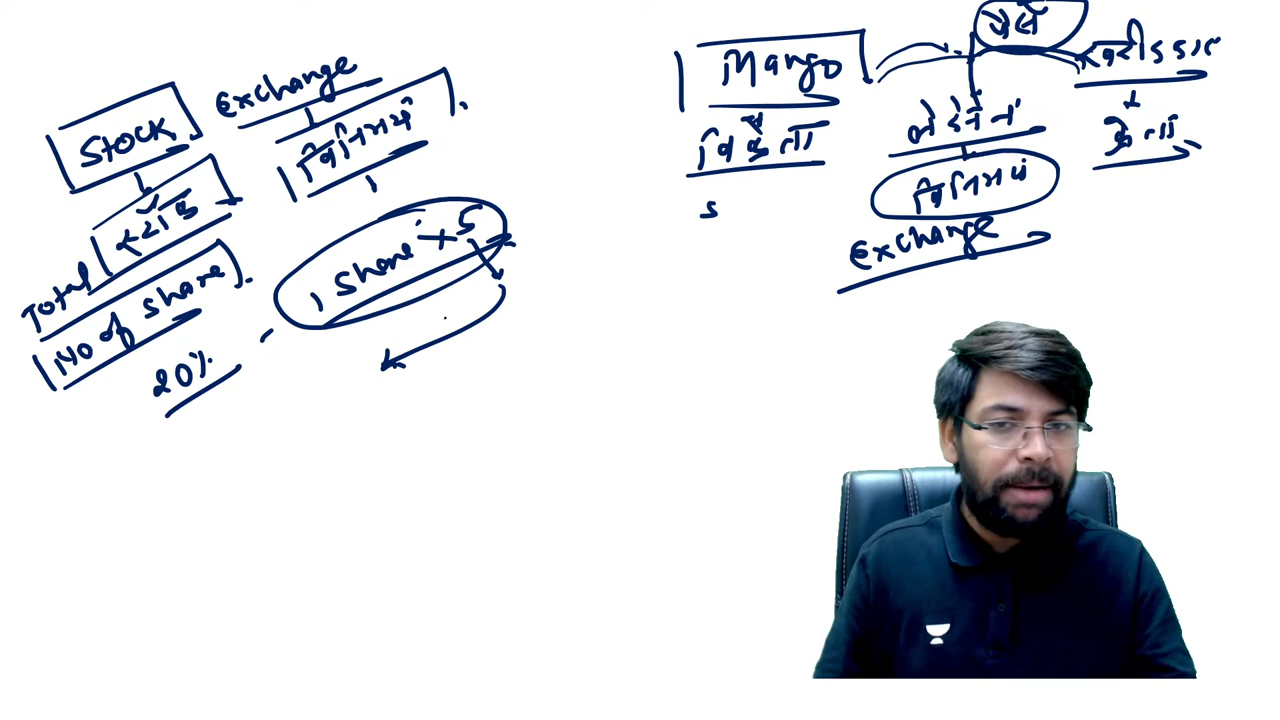 Stock Exchange
विनिमय
स्टॉक
Total
No of share
20%
1 share × 5
Mango
पैसे
खरीददार
विक्रेता
क्रेता
विनिमय
Exchange
s